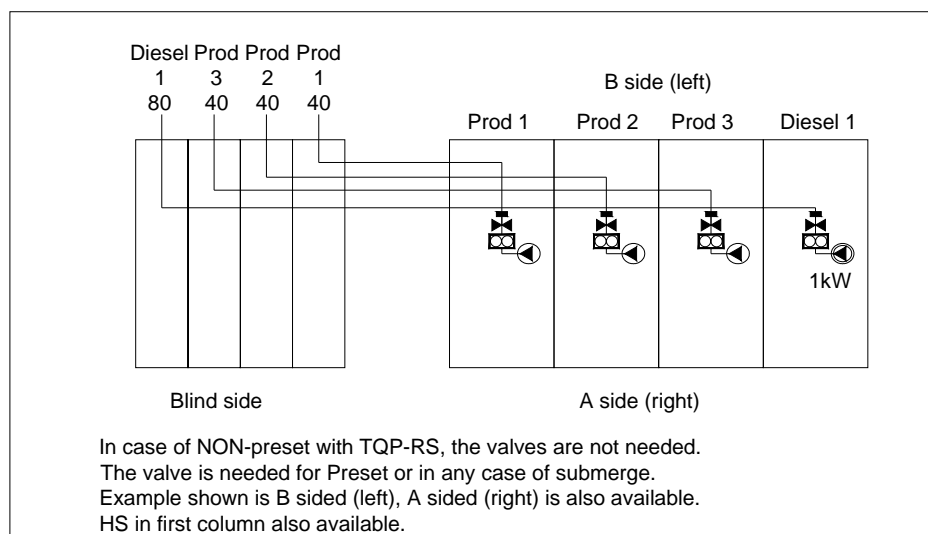 Diesel Prod Prod Prod
1 3 2 1
80 40 40 40
B side (left)
Prod 1 Prod 2 Prod 3 Diesel 1
1kW
Blind side
A side (right)
In case of NON-preset with TQP-RS, the valves are not needed.
The valve is needed for Preset or in any case of submerge.
Example shown is B sided (left), A sided (right) is also available.
HS in first column also available.